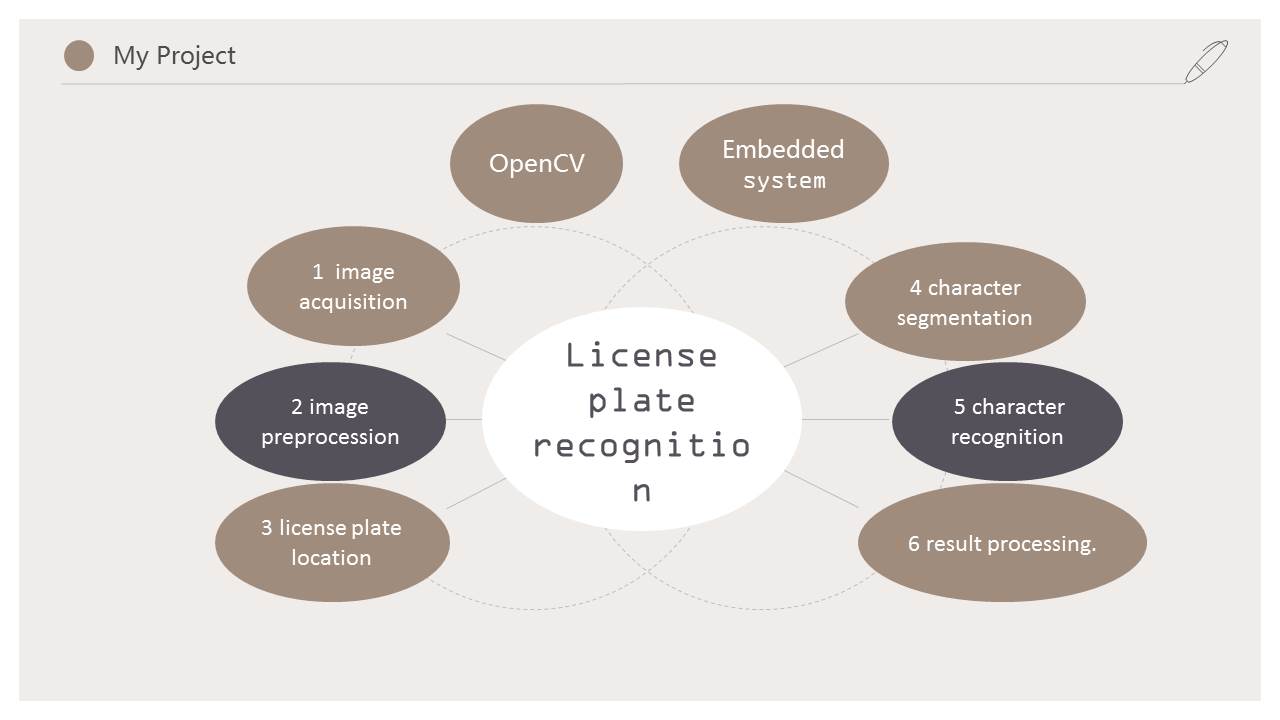 My Project
OpenCV
Embedded
system
1  image
acquisition
2 image
preprocession
3 license plate
location
License
plate
recognitio
n
4 character
segmentation
5 character
recognition
6 result processing.